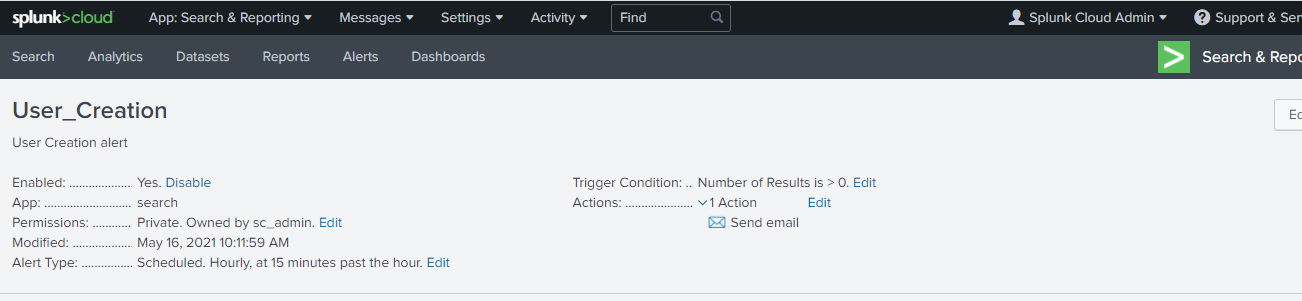 splunk>cloud App: Search & Reporting Messages Settings Activity Find Splunk Cloud Admin Support &
Search Analytics Datasets Reports Alerts Dashboards Search &
User_Creation
User Creation alert
Enabled: ................... Yes. Disable
App: .......................... search
Permissions: ............ Private. Owned by sc_admin. Edit
Modified: .................. May 16, 2021 10:11:59 AM
Alert Type: ............... Scheduled. Hourly, at 15 minutes past the hour. Edit
Trigger Condition: .. Number of Results is > 0. Edit
Actions: .................... 1 Action Edit
Send email